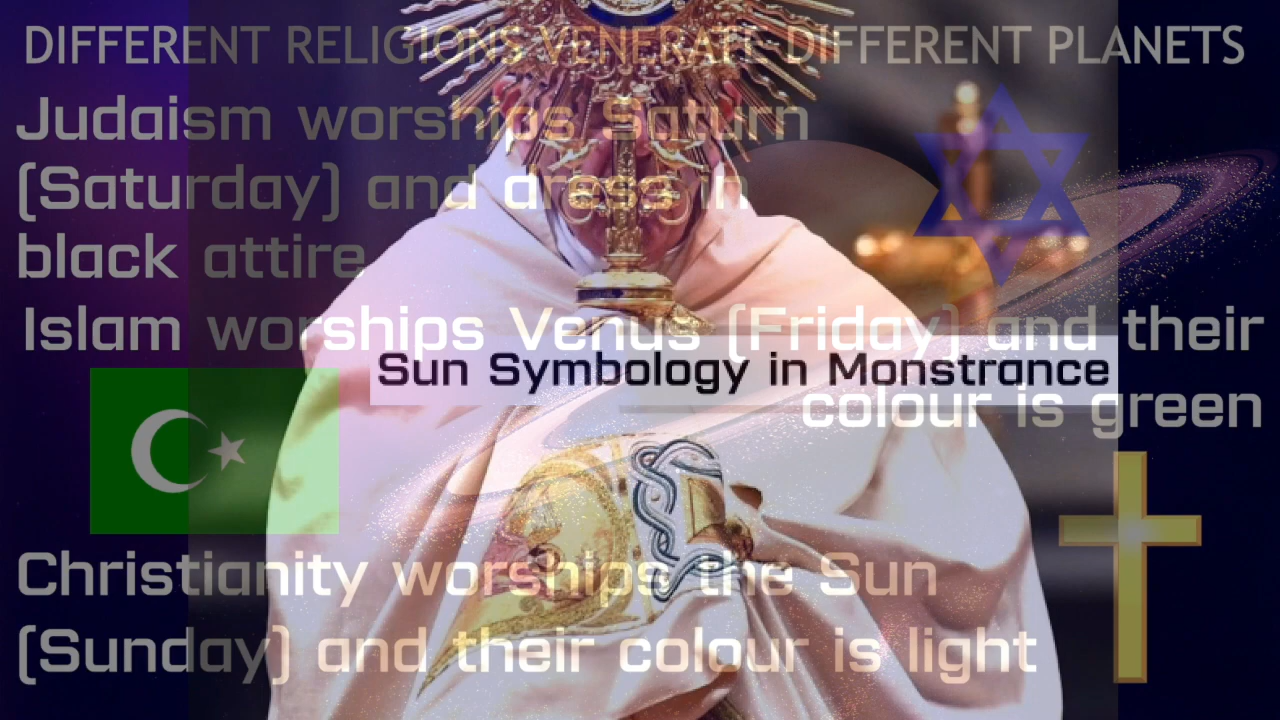 DIFFERENT RELIGIONS VENERATE DIFFERENT PLANETS
Judaism worships Saturn
(Saturday) and dress in
black attire
Islam worships Venus (Friday) and their
Sun Symbology in Monstrance
colour is green
Christianity worships the Sun
(Sunday) and their colour is light